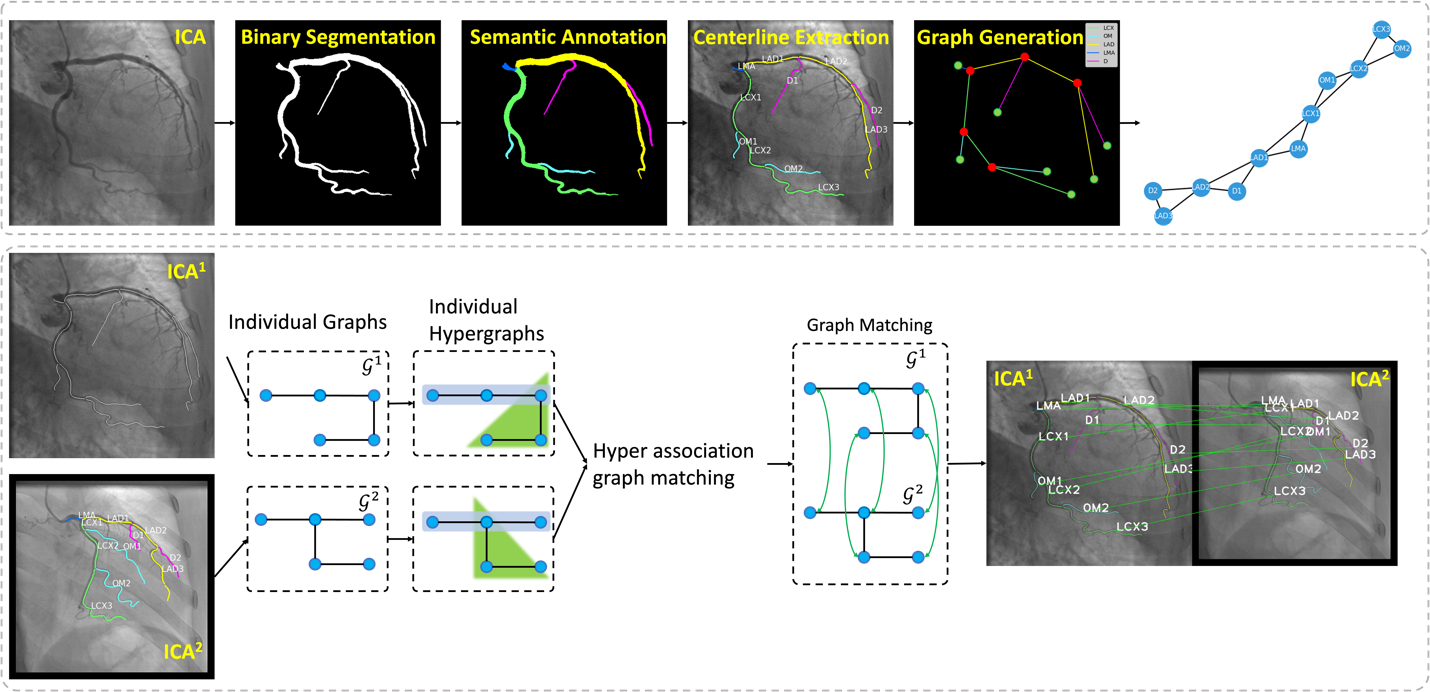 ICA
Binary Segmentation
Semantic Annotation
Centerline Extraction
LMA
LAD1
LAD2
D1
LCX1
D2
LAD3
OM1
LCX2
OM2
LCX3
Graph Generation
LCX
OM
LAD
LMA
D
LCX3
OM2
LCX2
OM1
LCX1
LMA
LAD1
D1
LAD2
D2
LAD3
ICA¹
Individual Graphs
Individual
Hypergraphs
𝒢¹
𝒢²
Hyper association
graph matching
Graph Matching
𝒢¹
𝒢²
LMA
LAD1
LCX1
LAD2
D1
LCX2
OM1
D2
LAD3
OM2
LCX3
ICA²
ICA¹
LMA
LAD1
LAD2
D1
LCX1
D2
LAD3
OM1
LCX2
OM2
LCX3
ICA²
LMA
LAD1
LCX1
LAD2
D1
LCX2
OM1
D2
LAD3
OM2
LCX3